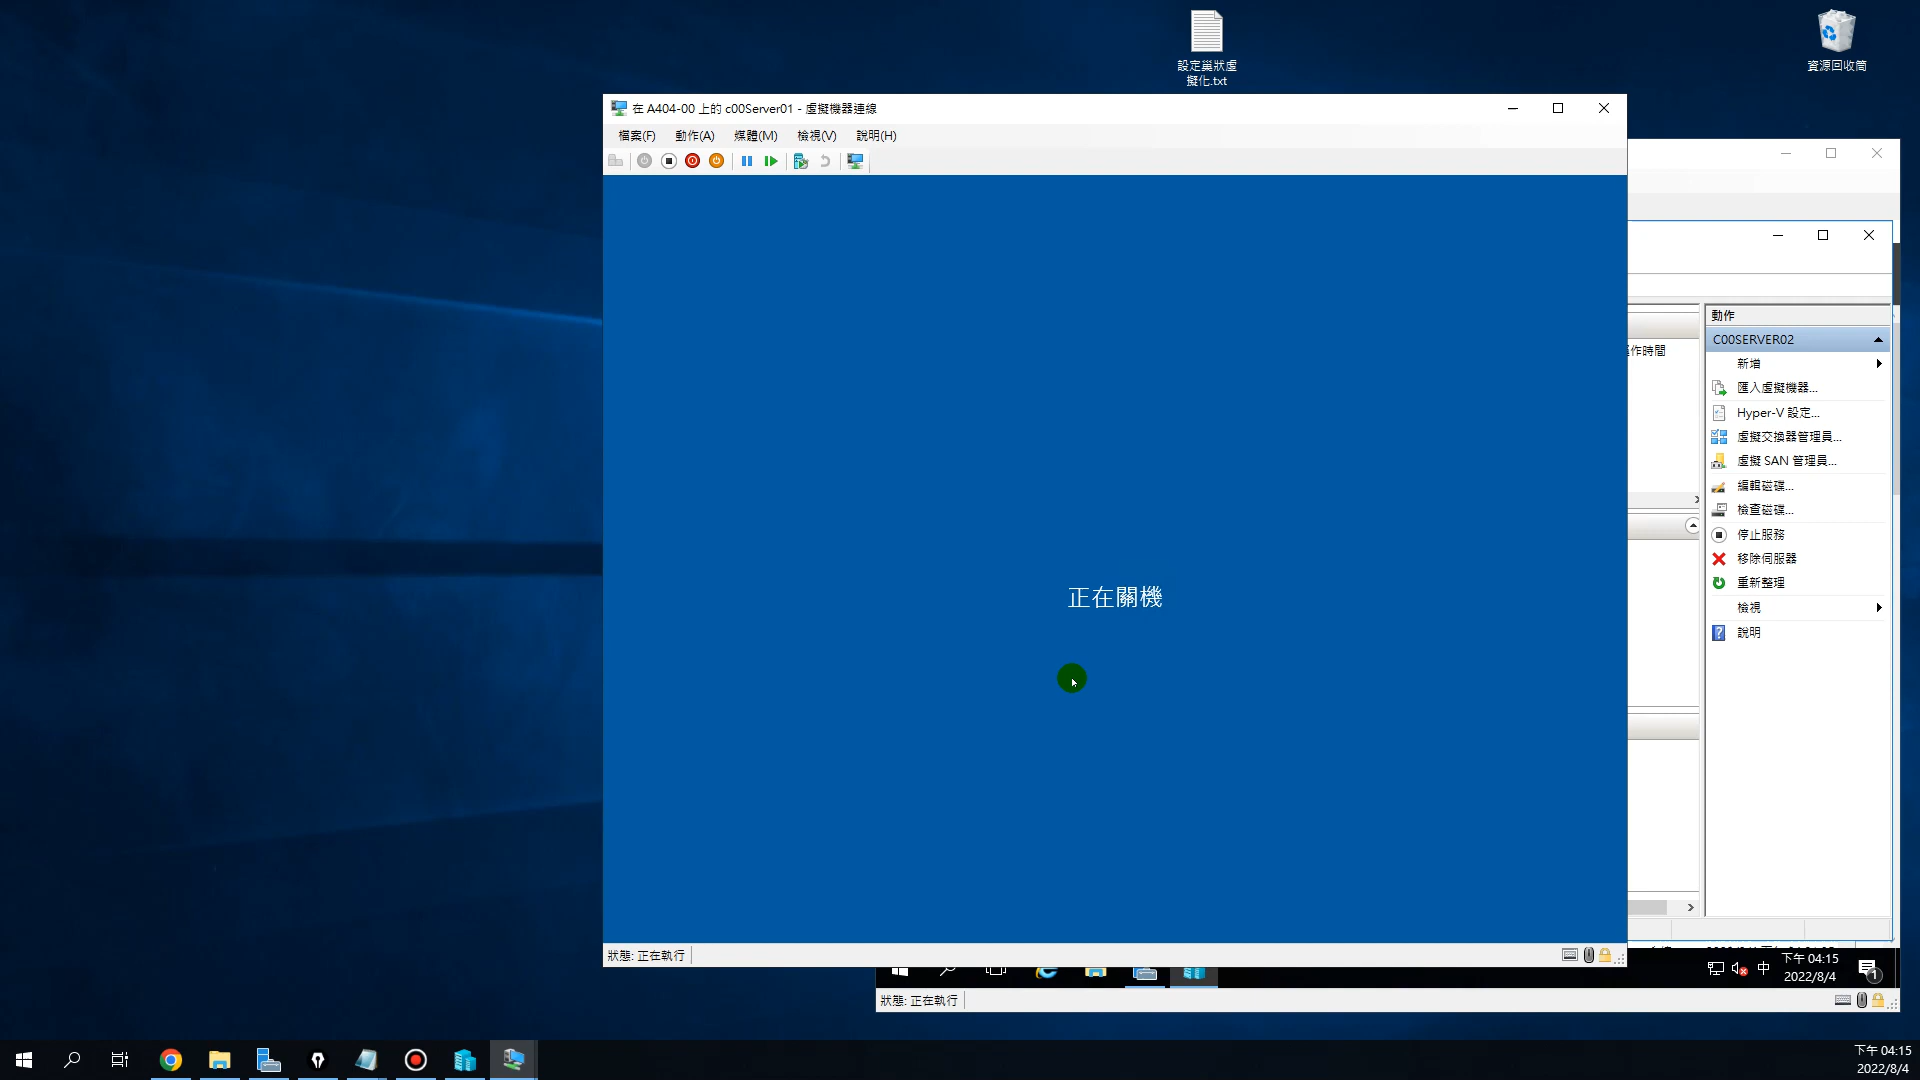 設定巢狀虛
擬化.txt
資源回收筒
在 A404-00 上的 c00Server01 - 虛擬機器連線
檔案(F) 動作(A) 媒體(M) 檢視(V) 說明(H)
正在關機
狀態: 正在執行
作時間
動作
C00SERVER02
新增
匯入虛擬機器...
Hyper-V 設定...
虛擬交換器管理員...
虛擬 SAN 管理員...
編輯磁碟...
檢查磁碟...
停止服務
移除伺服器
重新整理
檢視
說明
中
下午 04:15
2022/8/4
1
狀態: 正在執行
下午 04:15
2022/8/4